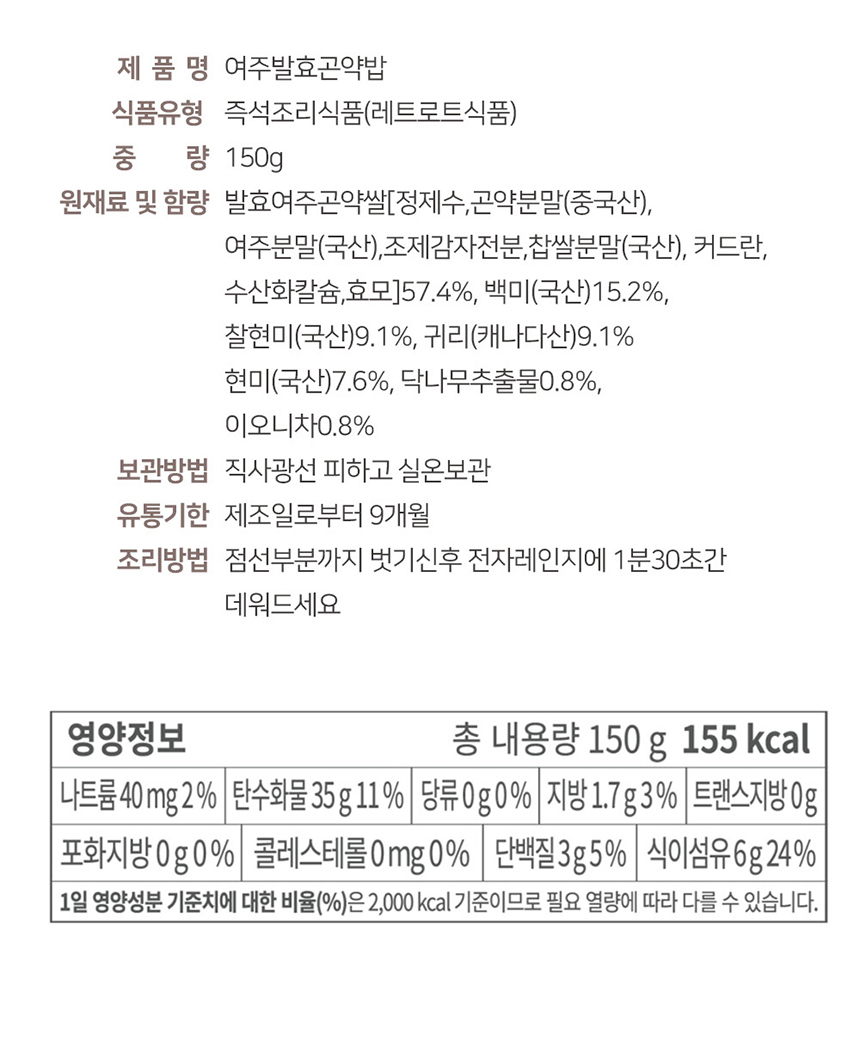 제 품 명 여주발효곤약밥
식품유형 즉석조리식품(레트로트식품)
중 량 150g
원재료 및 함량 발효여주곤약쌀[정제수,곤약분말(중국산),
여주분말(국산),조제감자전분,찹쌀분말(국산), 커드란,
수산화칼슘,효모]57.4%, 백미(국산)15.2%,
찰현미(국산)9.1%, 귀리(캐나다산)9.1%
현미(국산)7.6%, 닥나무추출물0.8%,
이오니차0.8%
보관방법 직사광선 피하고 실온보관
유통기한 제조일로부터 9개월
조리방법 점선부분까지 벗기신후 전자레인지에 1분30초간
데워드세요
영양정보 총 내용량 150 g 155 kcal
나트륨 40 mg 2% 탄수화물 35 g 11% 당류 0 g 0% 지방 1.7 g 3% 트랜스지방 0 g
포화지방 0 g 0% 콜레스테롤 0 mg 0% 단백질 3 g 5% 식이섬유 6 g 24%
1일 영양성분 기준치에 대한 비율(%)은 2,000 kcal 기준이므로 필요 열량에 따라 다를 수 있습니다.